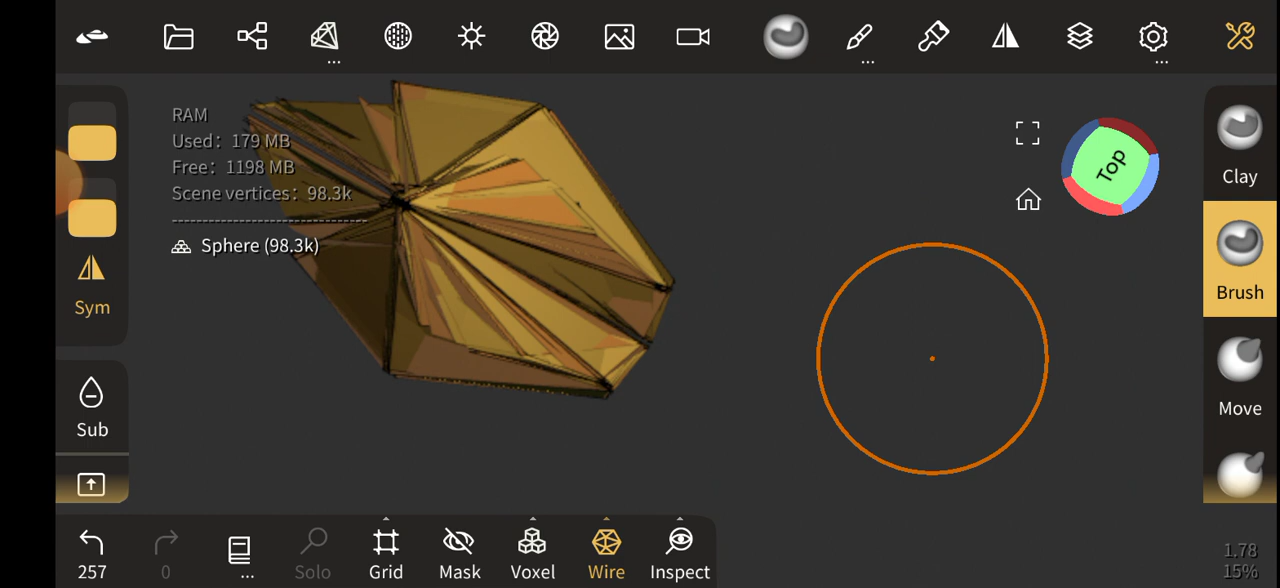 ...
...
...
RAM
Used: 179 MB
Free: 1198 MB
Scene vertices: 98.3k
--------------------------------
Sphere (98.3k)
Top
Sym
Sub
Clay
Brush
Move
257
0
...
Solo
Grid
Mask
Voxel
Wire
Inspect
1.78
15%